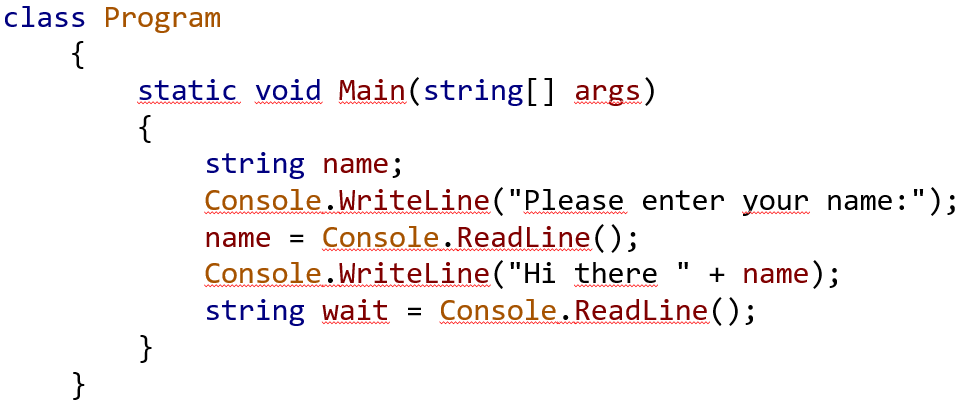 class Program
{
static void Main(string[] args)
{
string name;
Console.WriteLine("Please enter your name:");
name = Console.ReadLine();
Console.WriteLine("Hi there " + name);
string wait = Console.ReadLine();
}
}